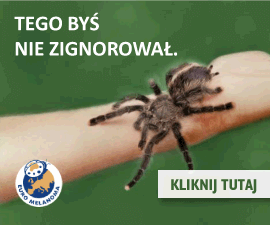 TEGO BYŚ
NIE ZIGNOROWAŁ.
EURO MELANOMA
KLIKNIJ TUTAJ